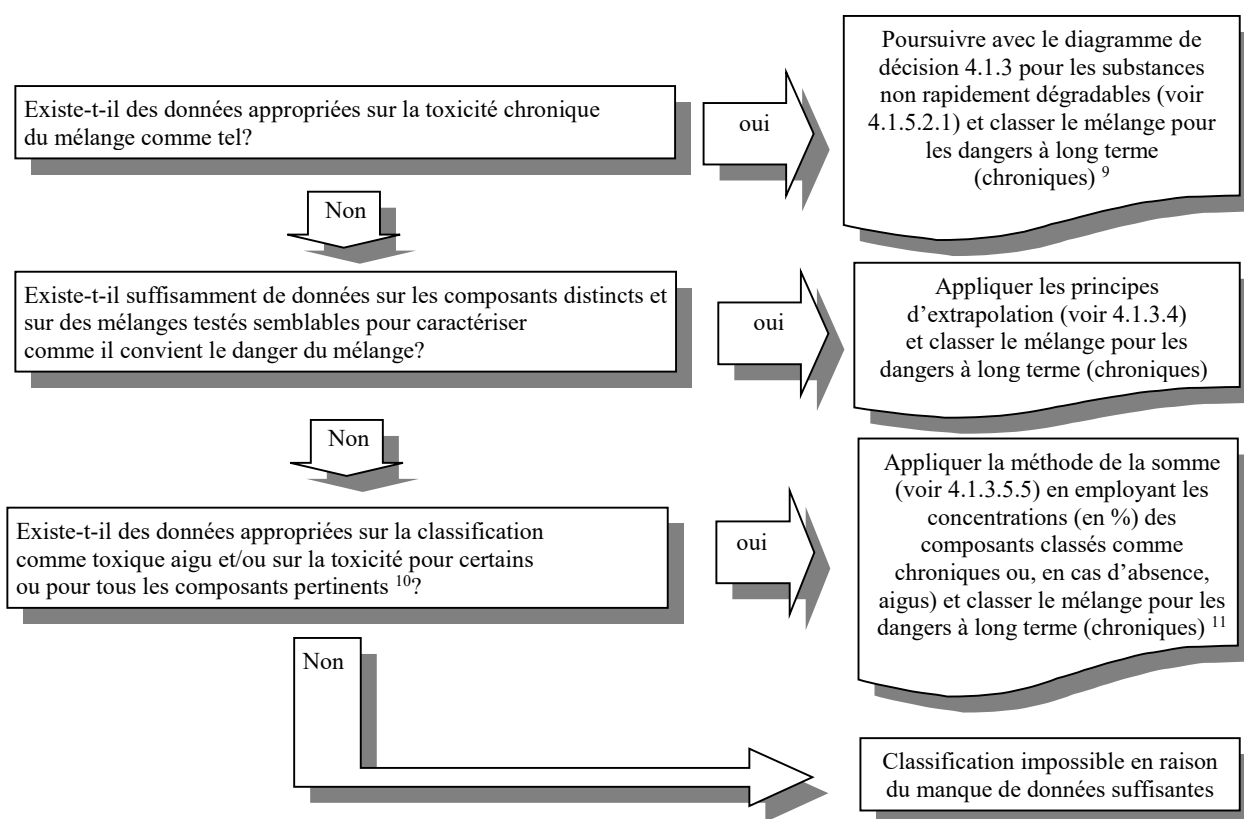 Existe-t-il des données appropriées sur la toxicité chronique
du mélange comme tel?
oui
Poursuivre avec le diagramme de
décision 4.1.3 pour les substances
non rapidement dégradables (voir
4.1.5.2.1) et classer le mélange pour
les dangers à long terme
(chroniques) 9
Non
Existe-t-il suffisamment de données sur les composants distincts et
sur des mélanges testés semblables pour caractériser
comme il convient le danger du mélange?
oui
Appliquer les principes
d’extrapolation (voir 4.1.3.4)
et classer le mélange pour les
dangers à long terme (chroniques)
Non
Existe-t-il des données appropriées sur la classification
comme toxique aigu et/ou sur la toxicité pour certains
ou pour tous les composants pertinents 10?
oui
Appliquer la méthode de la somme
(voir 4.1.3.5.5) en employant les
concentrations (en %) des
composants classés comme
chroniques ou, en cas d’absence,
aigus) et classer le mélange pour les
dangers à long terme (chroniques) 11
Non
Classification impossible en raison
du manque de données suffisantes